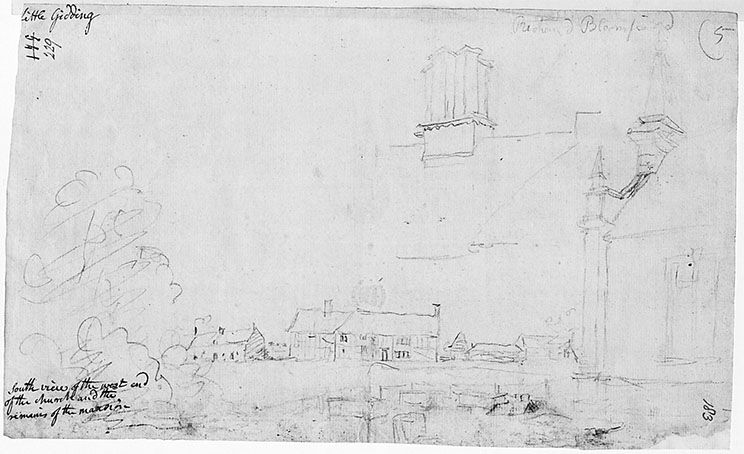 little Gidding
229
Richard Blomfield
5
South view of the west end
of the church and the
remains of the mansion
183